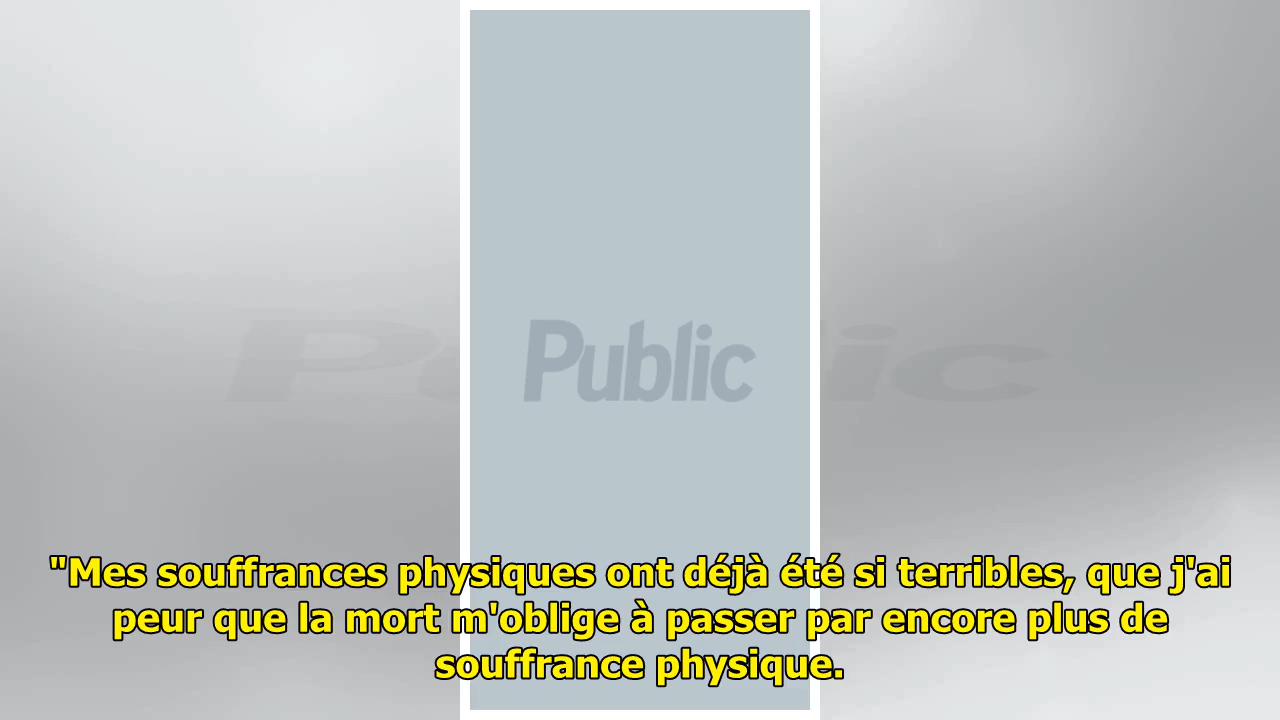 Public
"Mes souffrances physiques ont déjà été si terribles, que j'ai
peur que la mort m'oblige à passer par encore plus de
souffrance physique.